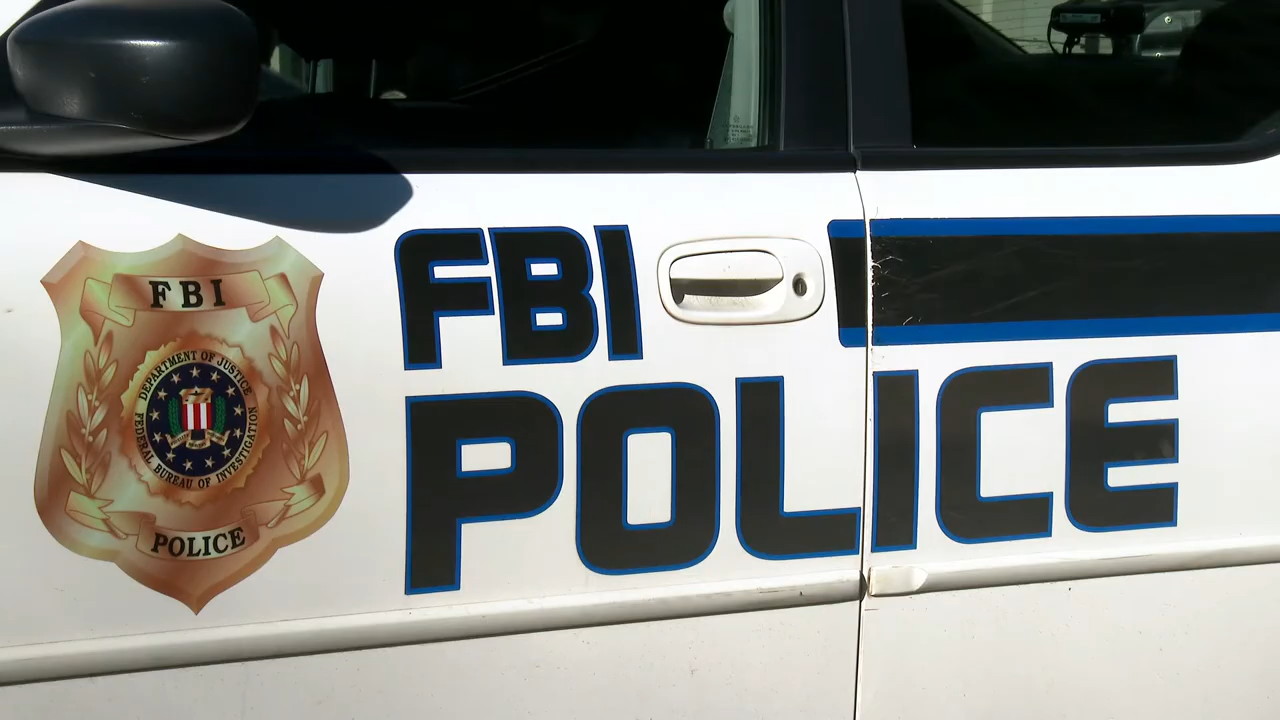 FBI
DEPARTMENT OF JUSTICE
FEDERAL BUREAU OF INVESTIGATION
POLICE
FBI
POLICE